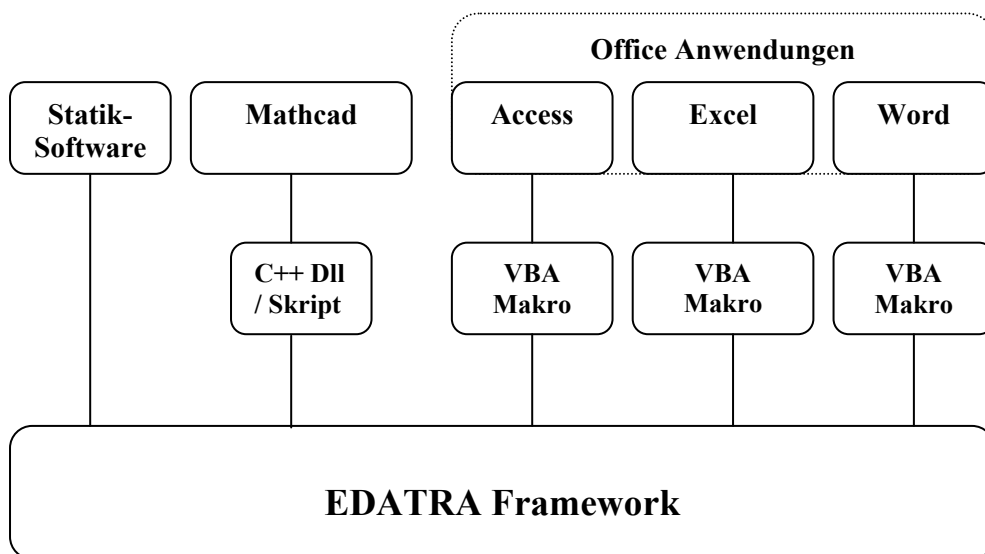 Office Anwendungen
Statik-
Software
Mathcad
Access
Excel
Word
C++ Dll
/ Skript
VBA
Makro
VBA
Makro
VBA
Makro
EDATRA Framework